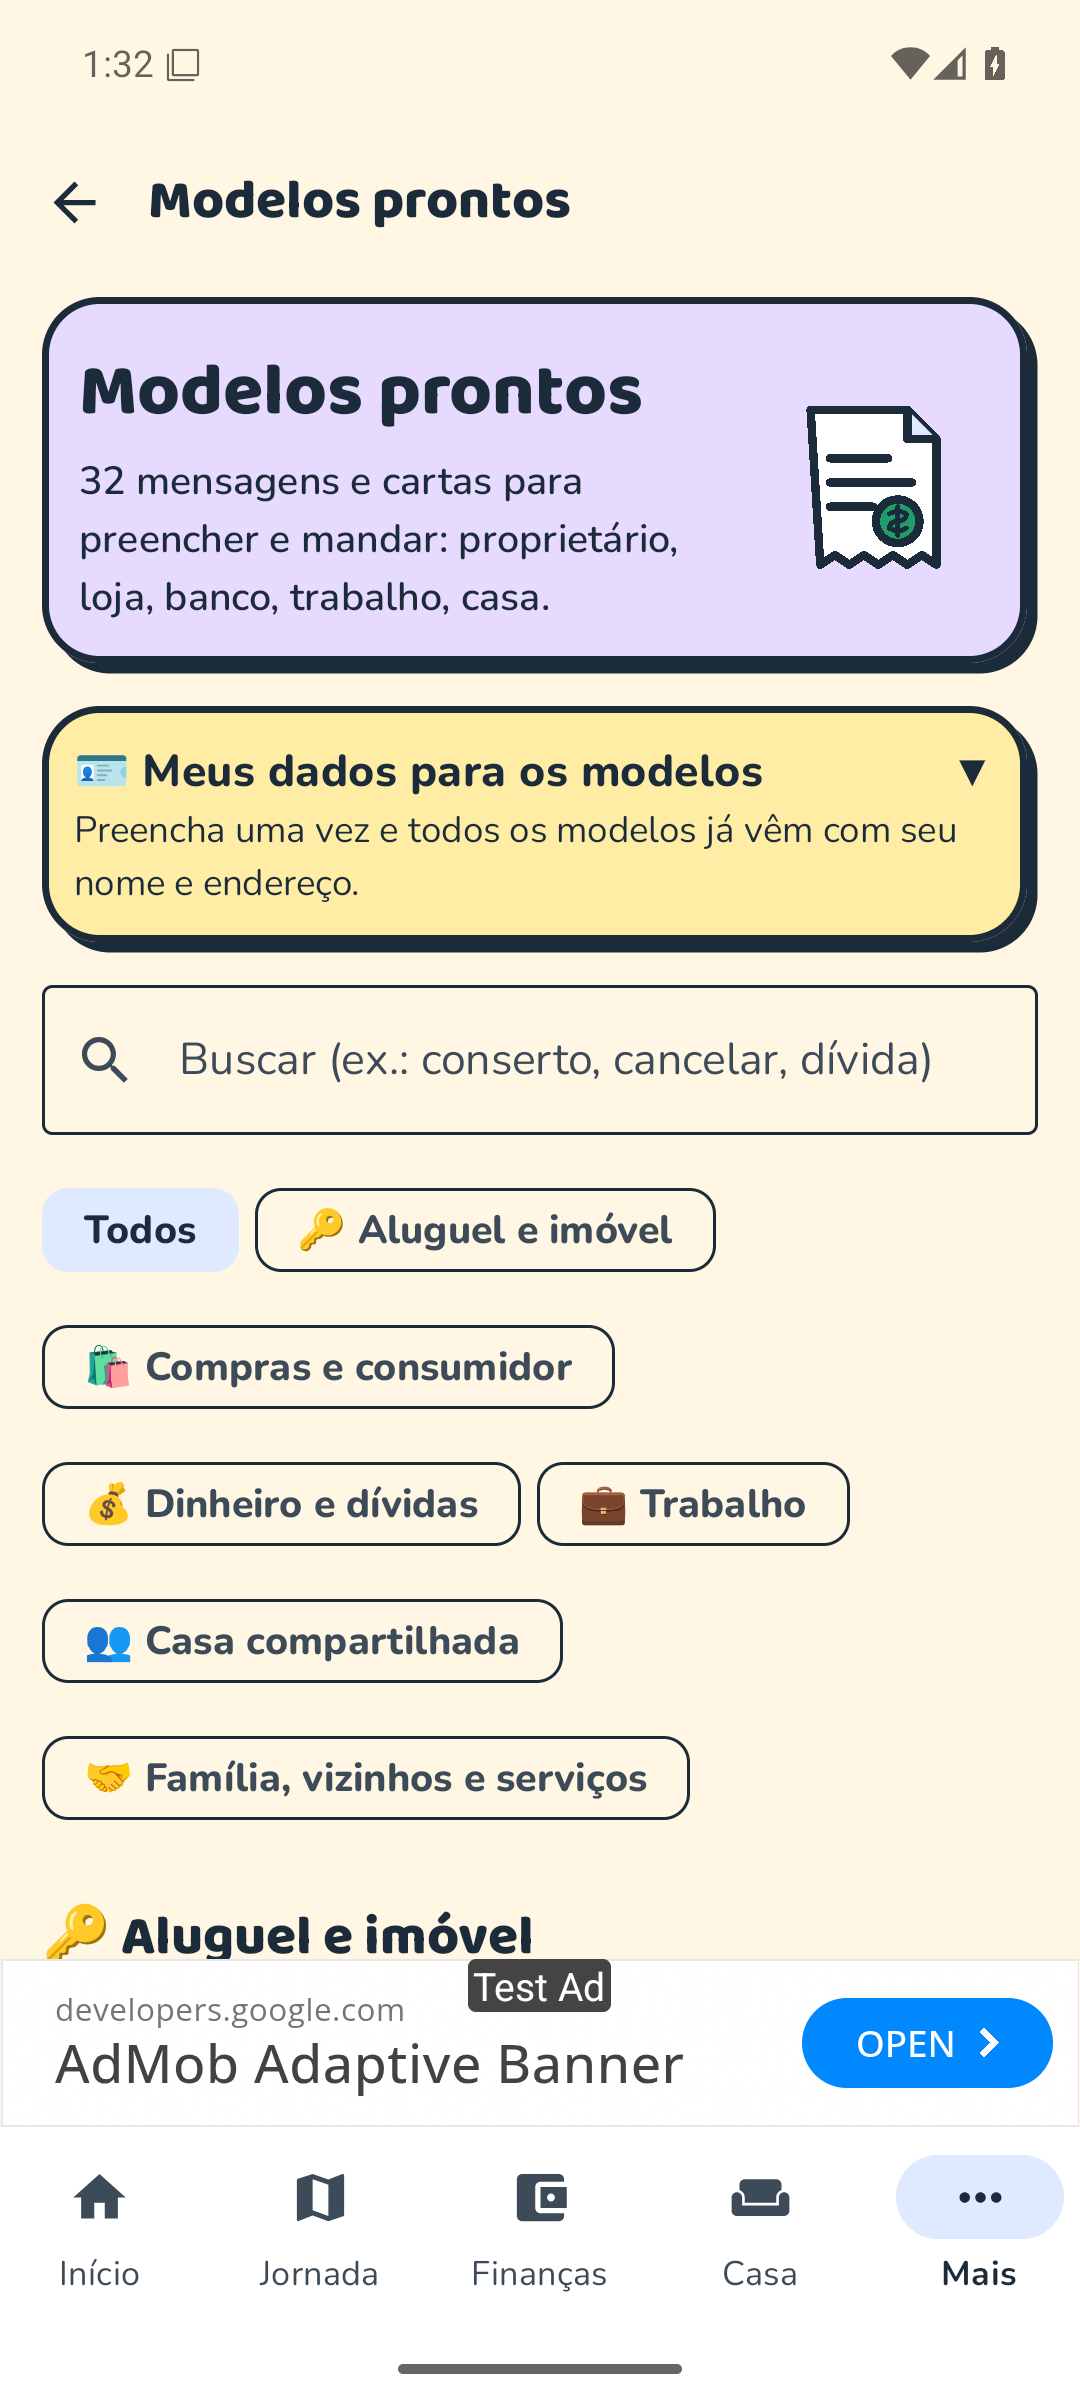 1:32
Modelos prontos
Modelos prontos
32 mensagens e cartas para
preencher e mandar: proprietário,
loja, banco, trabalho, casa.
Meus dados para os modelos
Preencha uma vez e todos os modelos já vêm com seu
nome e endereço.
Buscar (ex.: conserto, cancelar, dívida)
Todos
Aluguel e imóvel
Compras e consumidor
Dinheiro e dívidas
Trabalho
Casa compartilhada
Família, vizinhos e serviços
Aluguel e imóvel
Test Ad
developers.google.com
AdMob Adaptive Banner
OPEN
Início
Jornada
Finanças
Casa
Mais